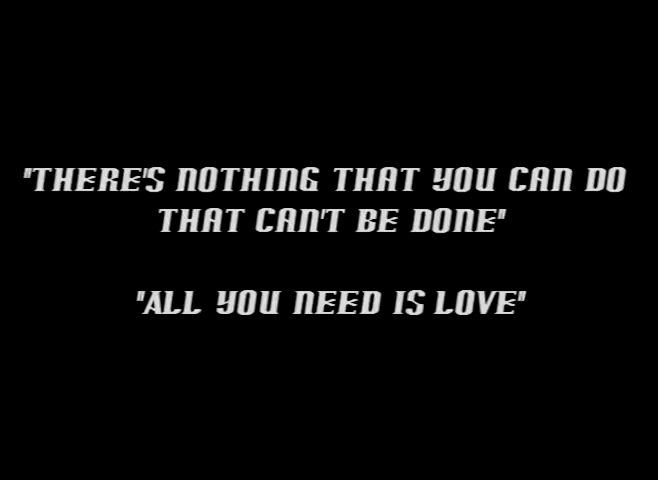 "THERE'S NOTHING THAT YOU CAN DO
THAT CAN'T BE DONE"
"ALL YOU NEED IS LOVE"